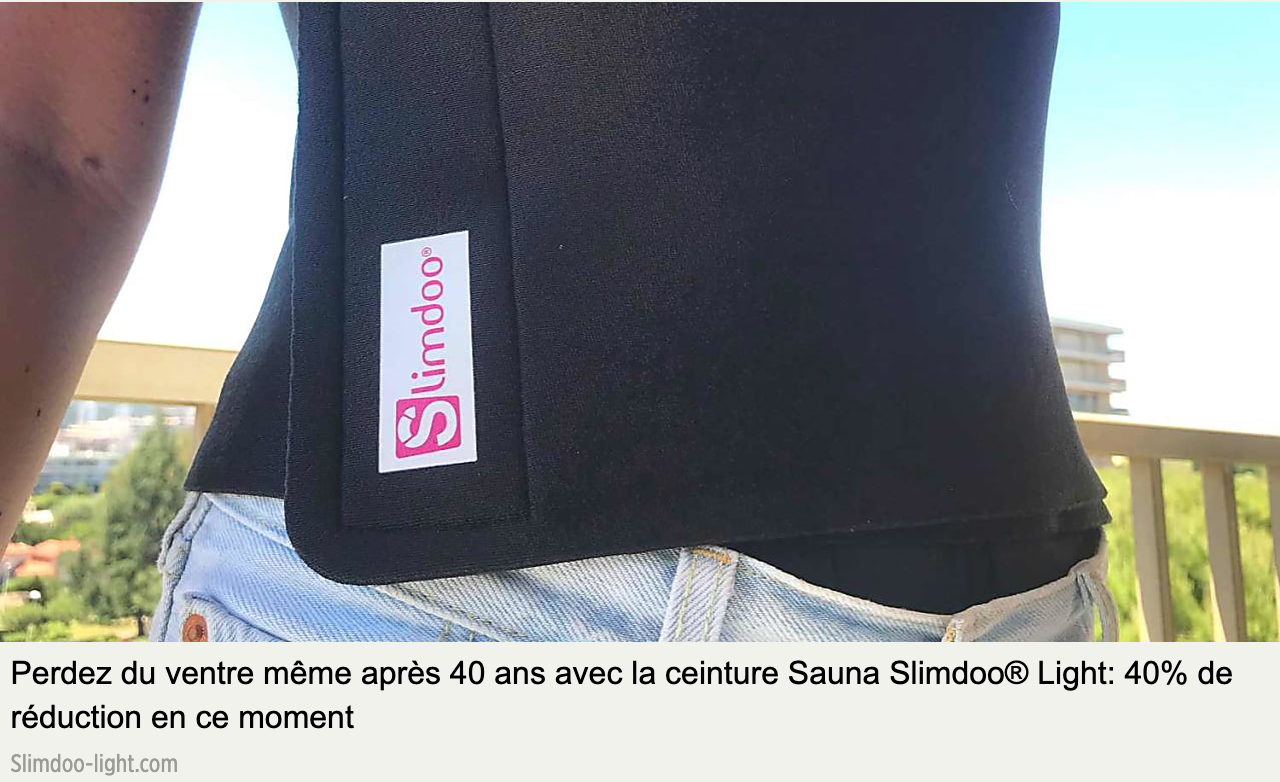 Slimdoo®
Perdez du ventre même après 40 ans avec la ceinture Sauna Slimdoo® Light: 40% de
réduction en ce moment
Slimdoo-light.com